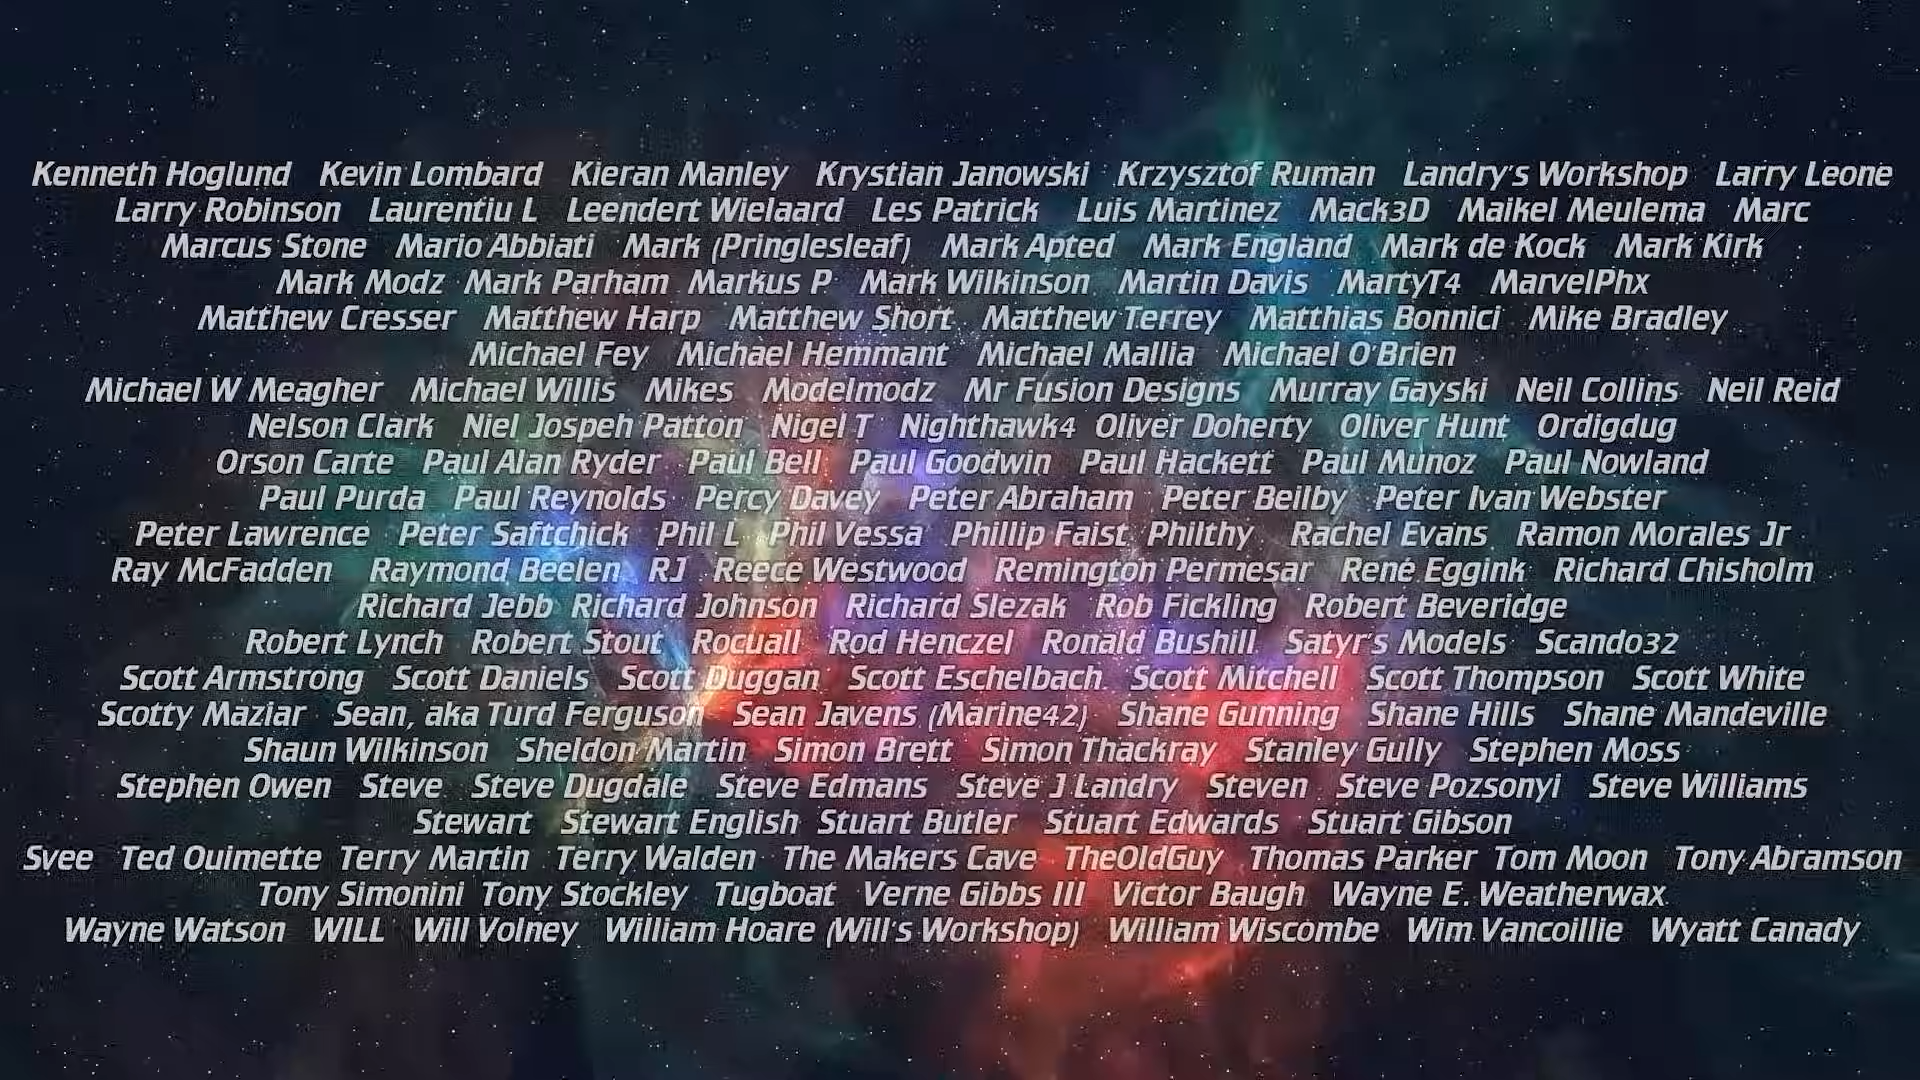 Kenneth Hoglund Kevin Lombard Kieran Manley Krystian Janowski Krzysztof Ruman Landry's Workshop Larry Leone
Larry Robinson Laurentiu L Leendert Wielaard Les Patrick Luis Martinez Mack3D Maikel Meulema Marc
Marcus Stone Mario Abbiati Mark (Pringlesleaf) Mark Apted Mark England Mark de Kock Mark Kirk
Mark Modz Mark Parham Markus P Mark Wilkinson Martin Davis MartyT4 MarvelPhx
Matthew Cresser Matthew Harp Matthew Short Matthew Terrey Matthias Bonnici Mike Bradley
Michael Fey Michael Hemmant Michael Mallia Michael O'Brien
Michael W Meagher Michael Willis Mikes Modelmodz Mr Fusion Designs Murray Gayski Neil Collins Neil Reid
Nelson Clark Niel Jospeh Patton Nigel T Nighthawk4 Oliver Doherty Oliver Hunt Ordigdug
Orson Carte Paul Alan Ryder Paul Bell Paul Goodwin Paul Hackett Paul Munoz Paul Nowland
Paul Purda Paul Reynolds Percy Davey Peter Abraham Peter Beilby Peter Ivan Webster
Peter Lawrence Peter Saftchick Phil L Phil Vessa Phillip Faist Philthy Rachel Evans Ramon Morales Jr
Ray McFadden Raymond Beelen RJ Reece Westwood Remington Permesar René Eggink Richard Chisholm
Richard Jebb Richard Johnson Richard Slezak Rob Fickling Robert Beveridge
Robert Lynch Robert Stout Rocuall Rod Henczel Ronald Bushill Satyr's Models Scando32
Scott Armstrong Scott Daniels Scott Duggan Scott Eschelbach Scott Mitchell Scott Thompson Scott White
Scotty Maziar Sean, aka Turd Ferguson Sean Javens (Marine42) Shane Gunning Shane Hills Shane Mandeville
Shaun Wilkinson Sheldon Martin Simon Brett Simon Thackray Stanley Gully Stephen Moss
Stephen Owen Steve Steve Dugdale Steve Edmans Steve J Landry Steven Steve Pozsonyi Steve Williams
Stewart Stewart English Stuart Butler Stuart Edwards Stuart Gibson
Svee Ted Ouimette Terry Martin Terry Walden The Makers Cave TheOldGuy Thomas Parker Tom Moon Tony Abramson
Tony Simonini Tony Stockley Tugboat Verne Gibbs III Victor Baugh Wayne E. Weatherwax
Wayne Watson WILL Will Volney William Hoare (Will's Workshop) William Wiscombe Wim Vancoillie Wyatt Canady